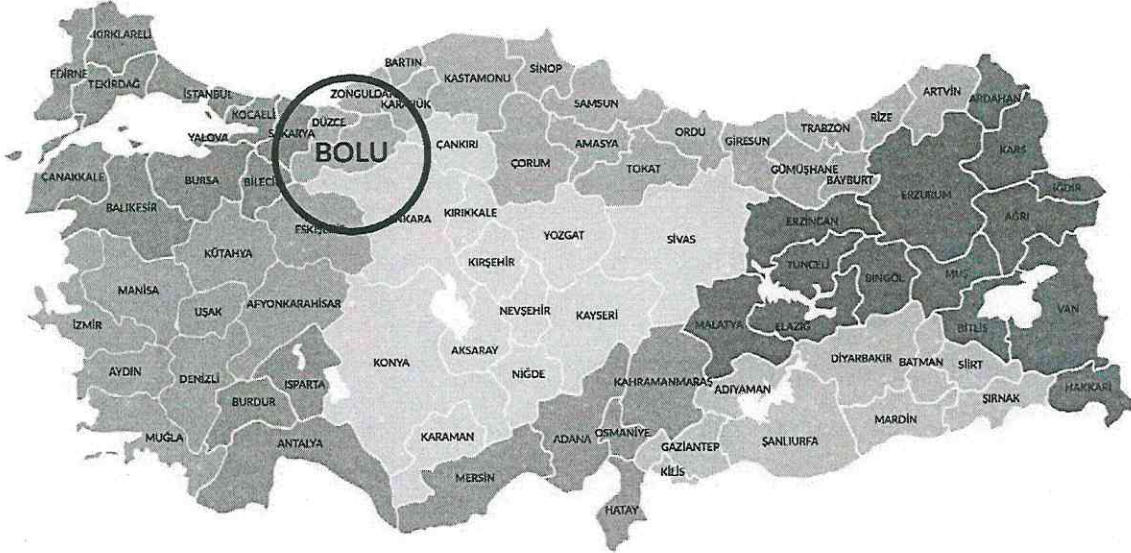 KIRKLARELİ
EDİRNE
TEKİRDAĞ
İSTANBUL
KOCAELİ
YALOVA
SAKARYA
DÜZCE
ZONGULDAK
BARTIN
KARABÜK
KASTAMONU
SİNOP
SAMSUN
ORDU
GİRESUN
TRABZON
RİZE
ARTVİN
ARDAHAN
KARS
IĞDIR
AĞRI
ERZURUM
BAYBURT
GÜMÜŞHANE
TOKAT
AMASYA
ÇORUM
ÇANKIRI
BOLU
BİLECİK
BURSA
ÇANAKKALE
BALIKESİR
KÜTAHYA
ESKİŞEHİR
ANKARA
KIRIKKALE
YOZGAT
SİVAS
ERZİNCAN
TUNCELİ
BİNGÖL
MUŞ
VAN
BİTLİS
ELAZIĞ
MALATYA
KAYSERİ
KIRŞEHİR
NEVŞEHİR
AKSARAY
NİĞDE
KONYA
AFYONKARAHİSAR
UŞAK
MANİSA
İZMİR
AYDIN
DENİZLİ
ISPARTA
BURDUR
MUĞLA
ANTALYA
KARAMAN
MERSİN
ADANA
OSMANİYE
KAHRAMANMARAŞ
ADIYAMAN
DİYARBAKIR
BATMAN
SİİRT
ŞIRNAK
HAKKARİ
MARDİN
ŞANLIURFA
GAZİANTEP
KİLİS
HATAY